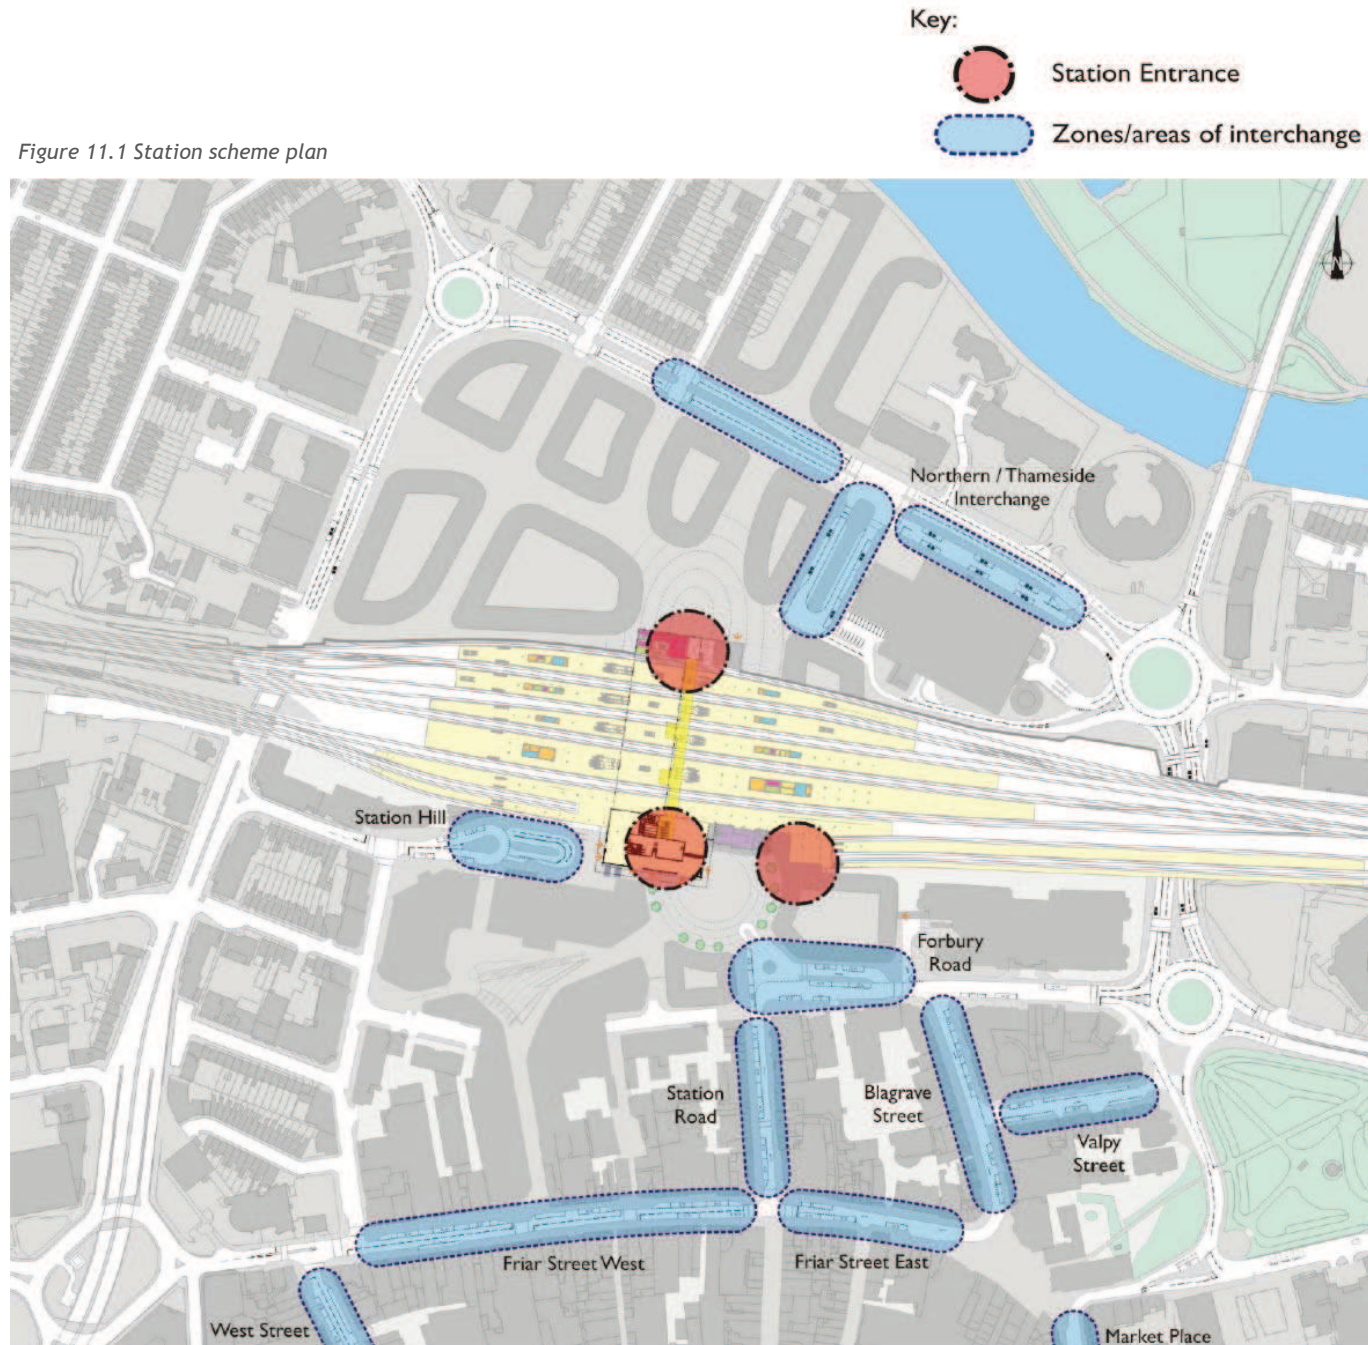 Key:
Station Entrance
Zones/areas of interchange
Figure 11.1 Station scheme plan
N
Northern / Thameside
Interchange
Station Hill
Forbury
Road
Station
Road
Blagrave
Street
Valpy
Street
Friar Street West
Friar Street East
West Street
Market Place